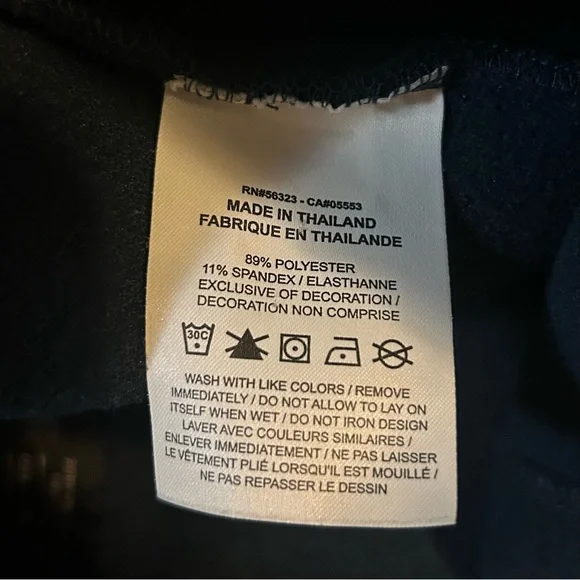 RN#56323 - CA#05553
MADE IN THAILAND
FABRIQUE EN THAILANDE
89% POLYESTER
11% SPANDEX / ELASTHANNE
EXCLUSIVE OF DECORATION /
DECORATION NON COMPRISE
30C
WASH WITH LIKE COLORS / REMOVE
IMMEDIATELY / DO NOT ALLOW TO LAY ON
ITSELF WHEN WET / DO NOT IRON DESIGN
LAVER AVEC COULEURS SIMILAIRES /
ENLEVER IMMEDIATEMENT / NE PAS LAISSER
LE VÊTEMENT PLIÉ LORSQU'IL EST MOUILLÉ /
NE PAS REPASSER LE DESSIN